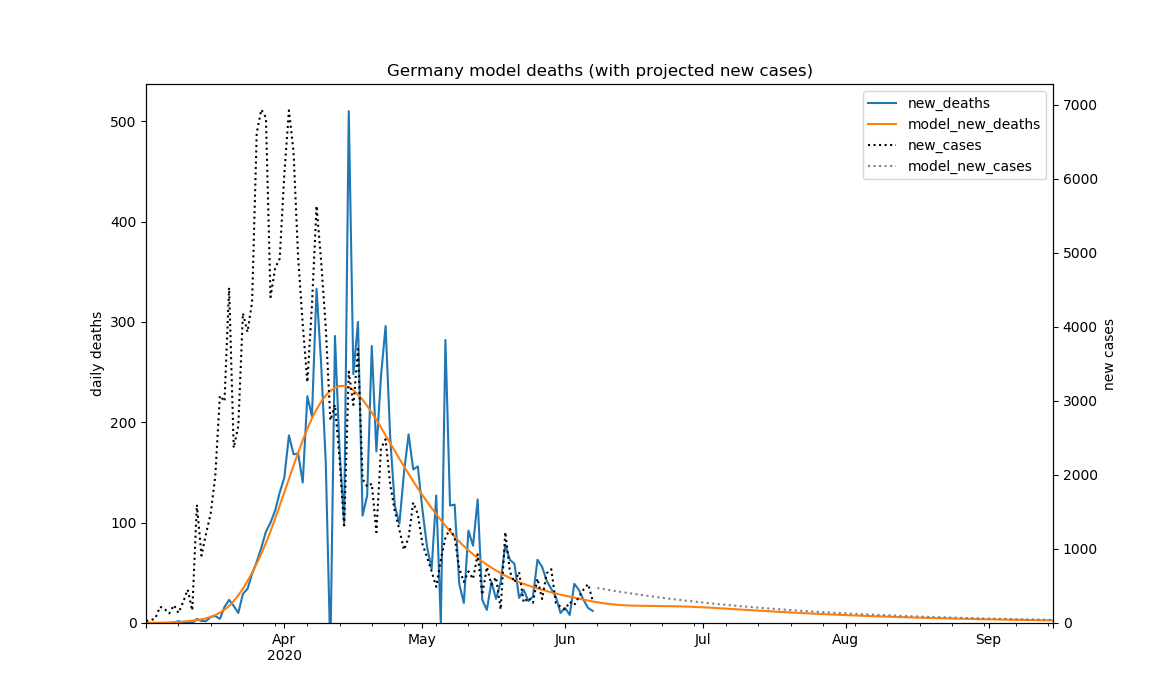 Germany model deaths (with projected new cases)
new_deaths
model_new_deaths
new_cases
model_new_cases
daily deaths
500
400
300
200
100
0
7000
6000
5000
4000
3000
2000
1000
0
new cases
Apr
2020
May
Jun
Jul
Aug
Sep